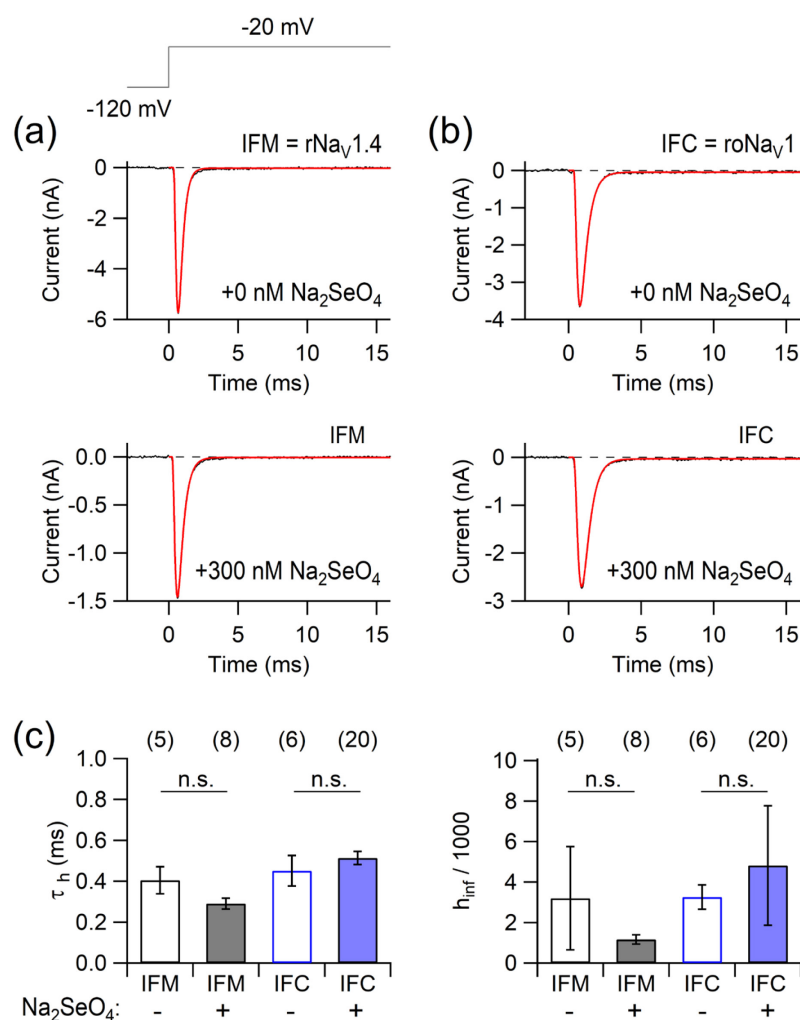 -20 mV
-120 mV
(a)
IFM = rNaV1.4
0
-2
-4
-6
Current (nA)
+0 nM Na2SeO4
0 5 10 15
Time (ms)
(b)
IFC = roNaV1
0
-1
-2
-3
-4
Current (nA)
+0 nM Na2SeO4
0 5 10 15
Time (ms)
IFM
0.0
-0.5
-1.0
-1.5
Current (nA)
+300 nM Na2SeO4
0 5 10 15
Time (ms)
IFC
0
-1
-2
-3
Current (nA)
+300 nM Na2SeO4
0 5 10 15
Time (ms)
(c)
(5) (8) (6) (20)
n.s. n.s.
1.0
0.8
0.6
0.4
0.2
0.0
τ h (ms)
IFM IFM IFC IFC
Na2SeO4: - + - +
(5) (8) (6) (20)
n.s. n.s.
10
8
6
4
2
0
hinf / 1000
IFM IFM IFC IFC
- + - +